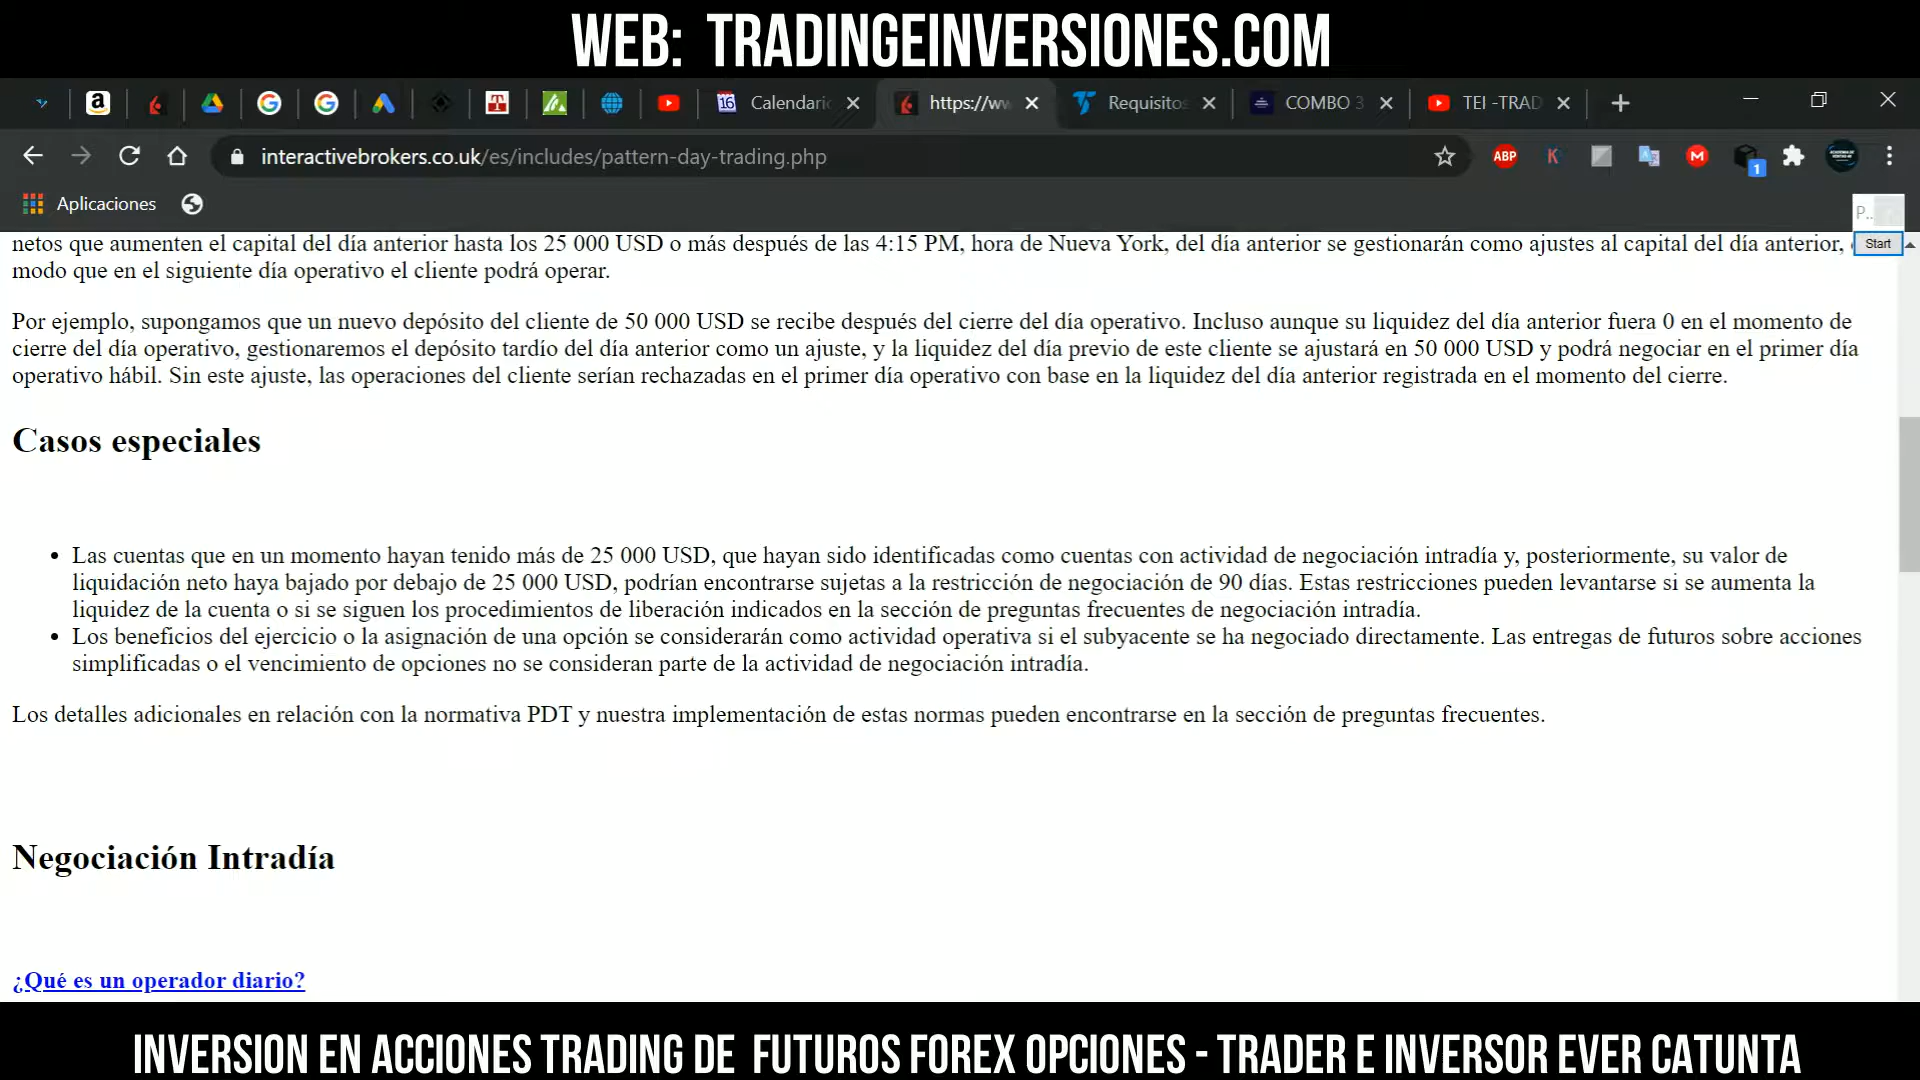 WEB: TRADINGEINVERSIONES.COM
Calendario
https://ww
Requisitos
COMBO 3
TEI -TRAD
interactivebrokers.co.uk/es/includes/pattern-day-trading.php
ABP
1
Aplicaciones
P..
Start
netos que aumenten el capital del día anterior hasta los 25 000 USD o más después de las 4:15 PM, hora de Nueva York, del día anterior se gestionarán como ajustes al capital del día anterior,
modo que en el siguiente día operativo el cliente podrá operar.
Por ejemplo, supongamos que un nuevo depósito del cliente de 50 000 USD se recibe después del cierre del día operativo. Incluso aunque su liquidez del día anterior fuera 0 en el momento de
cierre del día operativo, gestionaremos el depósito tardío del día anterior como un ajuste, y la liquidez del día previo de este cliente se ajustará en 50 000 USD y podrá negociar en el primer día
operativo hábil. Sin este ajuste, las operaciones del cliente serían rechazadas en el primer día operativo con base en la liquidez del día anterior registrada en el momento del cierre.
Casos especiales
Las cuentas que en un momento hayan tenido más de 25 000 USD, que hayan sido identificadas como cuentas con actividad de negociación intradía y, posteriormente, su valor de
liquidación neto haya bajado por debajo de 25 000 USD, podrían encontrarse sujetas a la restricción de negociación de 90 días. Estas restricciones pueden levantarse si se aumenta la
liquidez de la cuenta o si se siguen los procedimientos de liberación indicados en la sección de preguntas frecuentes de negociación intradía.
Los beneficios del ejercicio o la asignación de una opción se considerarán como actividad operativa si el subyacente se ha negociado directamente. Las entregas de futuros sobre acciones
simplificadas o el vencimiento de opciones no se consideran parte de la actividad de negociación intradía.
Los detalles adicionales en relación con la normativa PDT y nuestra implementación de estas normas pueden encontrarse en la sección de preguntas frecuentes.
Negociación Intradía
¿Qué es un operador diario?
INVERSION EN ACCIONES TRADING DE FUTUROS FOREX OPCIONES - TRADER E INVERSOR EVER CATUNTA